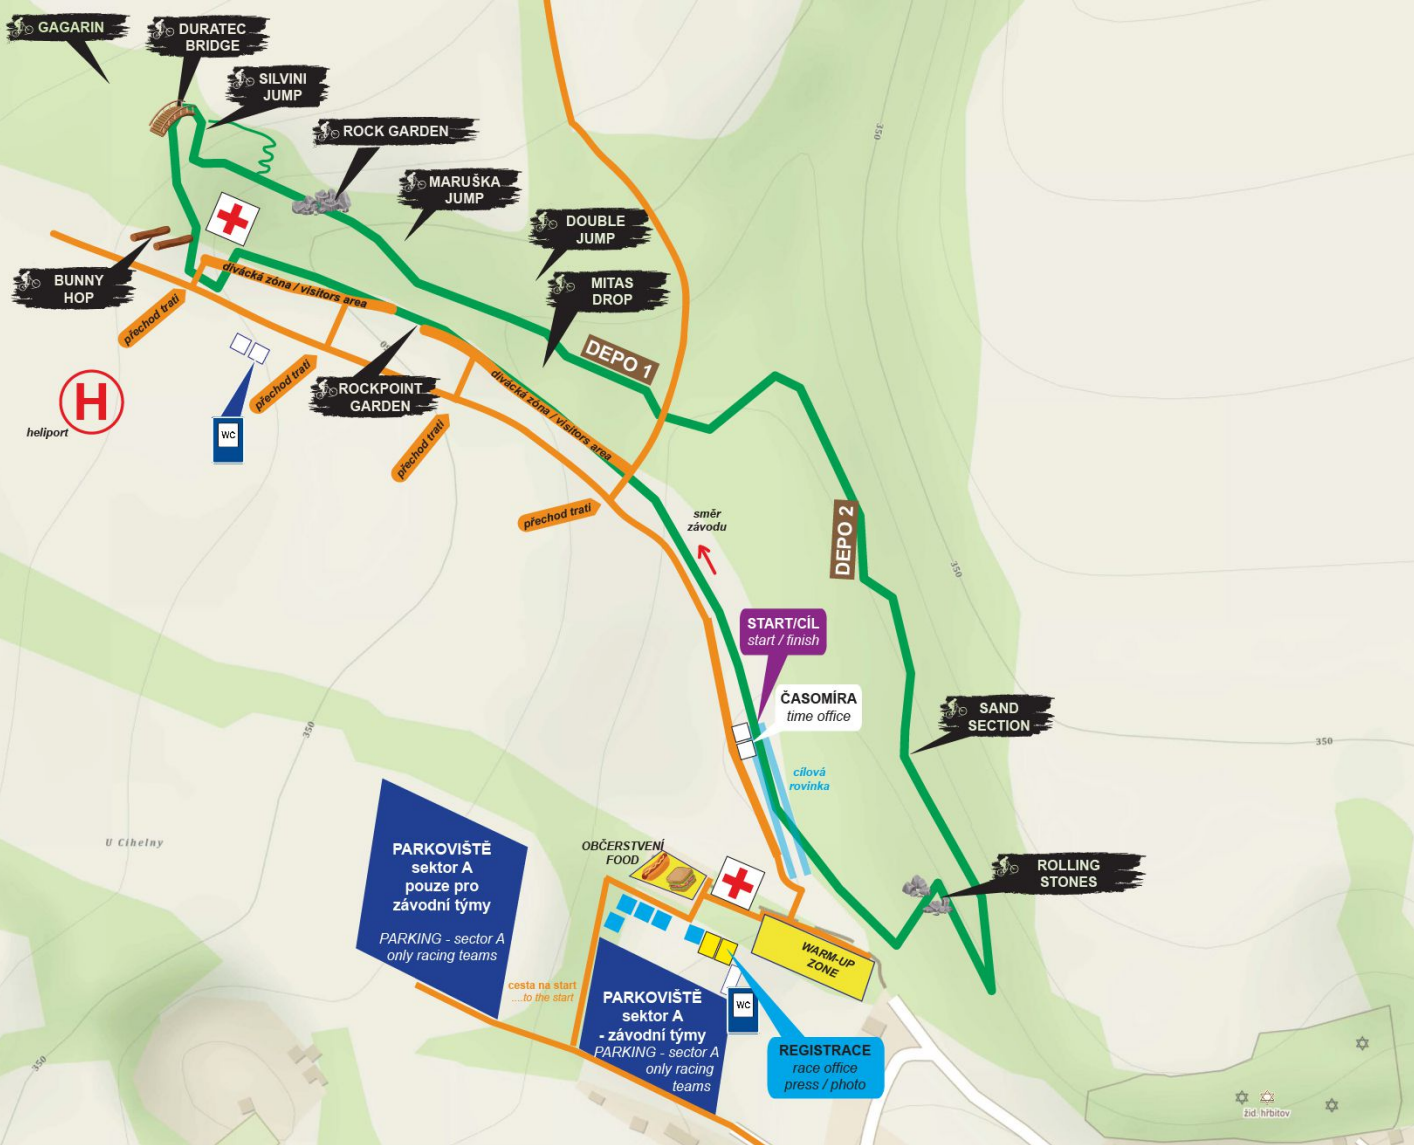 GAGARIN
DURATEC
BRIDGE
SILVINI
JUMP
ROCK GARDEN
MARUŠKA
JUMP
DOUBLE
JUMP
MITAS
DROP
BUNNY
HOP
divácká zóna / visitors area
přechod trati
přechod trati
přechod trati
přechod trati
H
heliport
WC
ROCKPOINT
GARDEN
divácká zóna / visitors area
DEPO 1
DEPO 2
350
350
350
350
350
směr
závodu
START/CÍL
start / finish
ČASOMÍRA
time office
cílová
rovinka
SAND
SECTION
ROLLING
STONES
U Cihelny
PARKOVIŠTĚ
sektor A
pouze pro
závodní týmy
PARKING - sector A
only racing teams
OBČERSTVENÍ
FOOD
WARM-UP
ZONE
cesta na start
....to the start
PARKOVIŠTĚ
sektor A
- závodní týmy
PARKING - sector A
only racing
teams
WC
REGISTRACE
race office
press / photo
žid. hřbitov